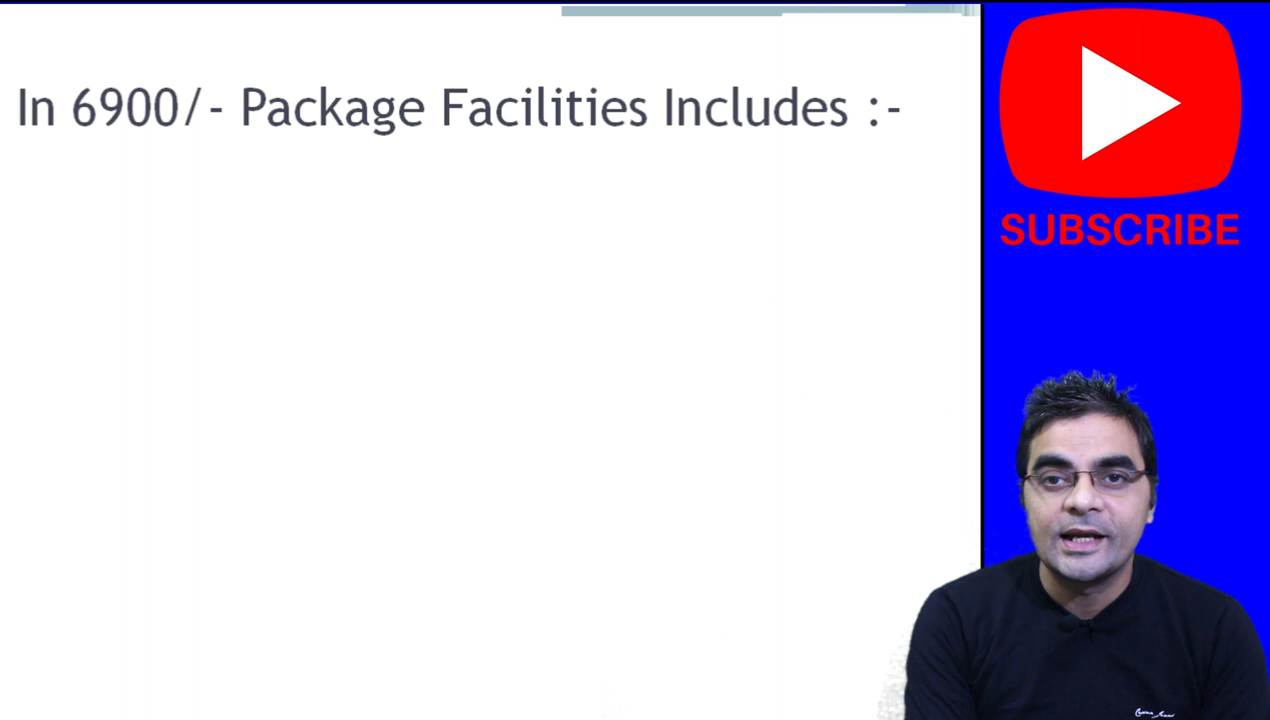 In 6900/- Package Facilities Includes :-
SUBSCRIBE